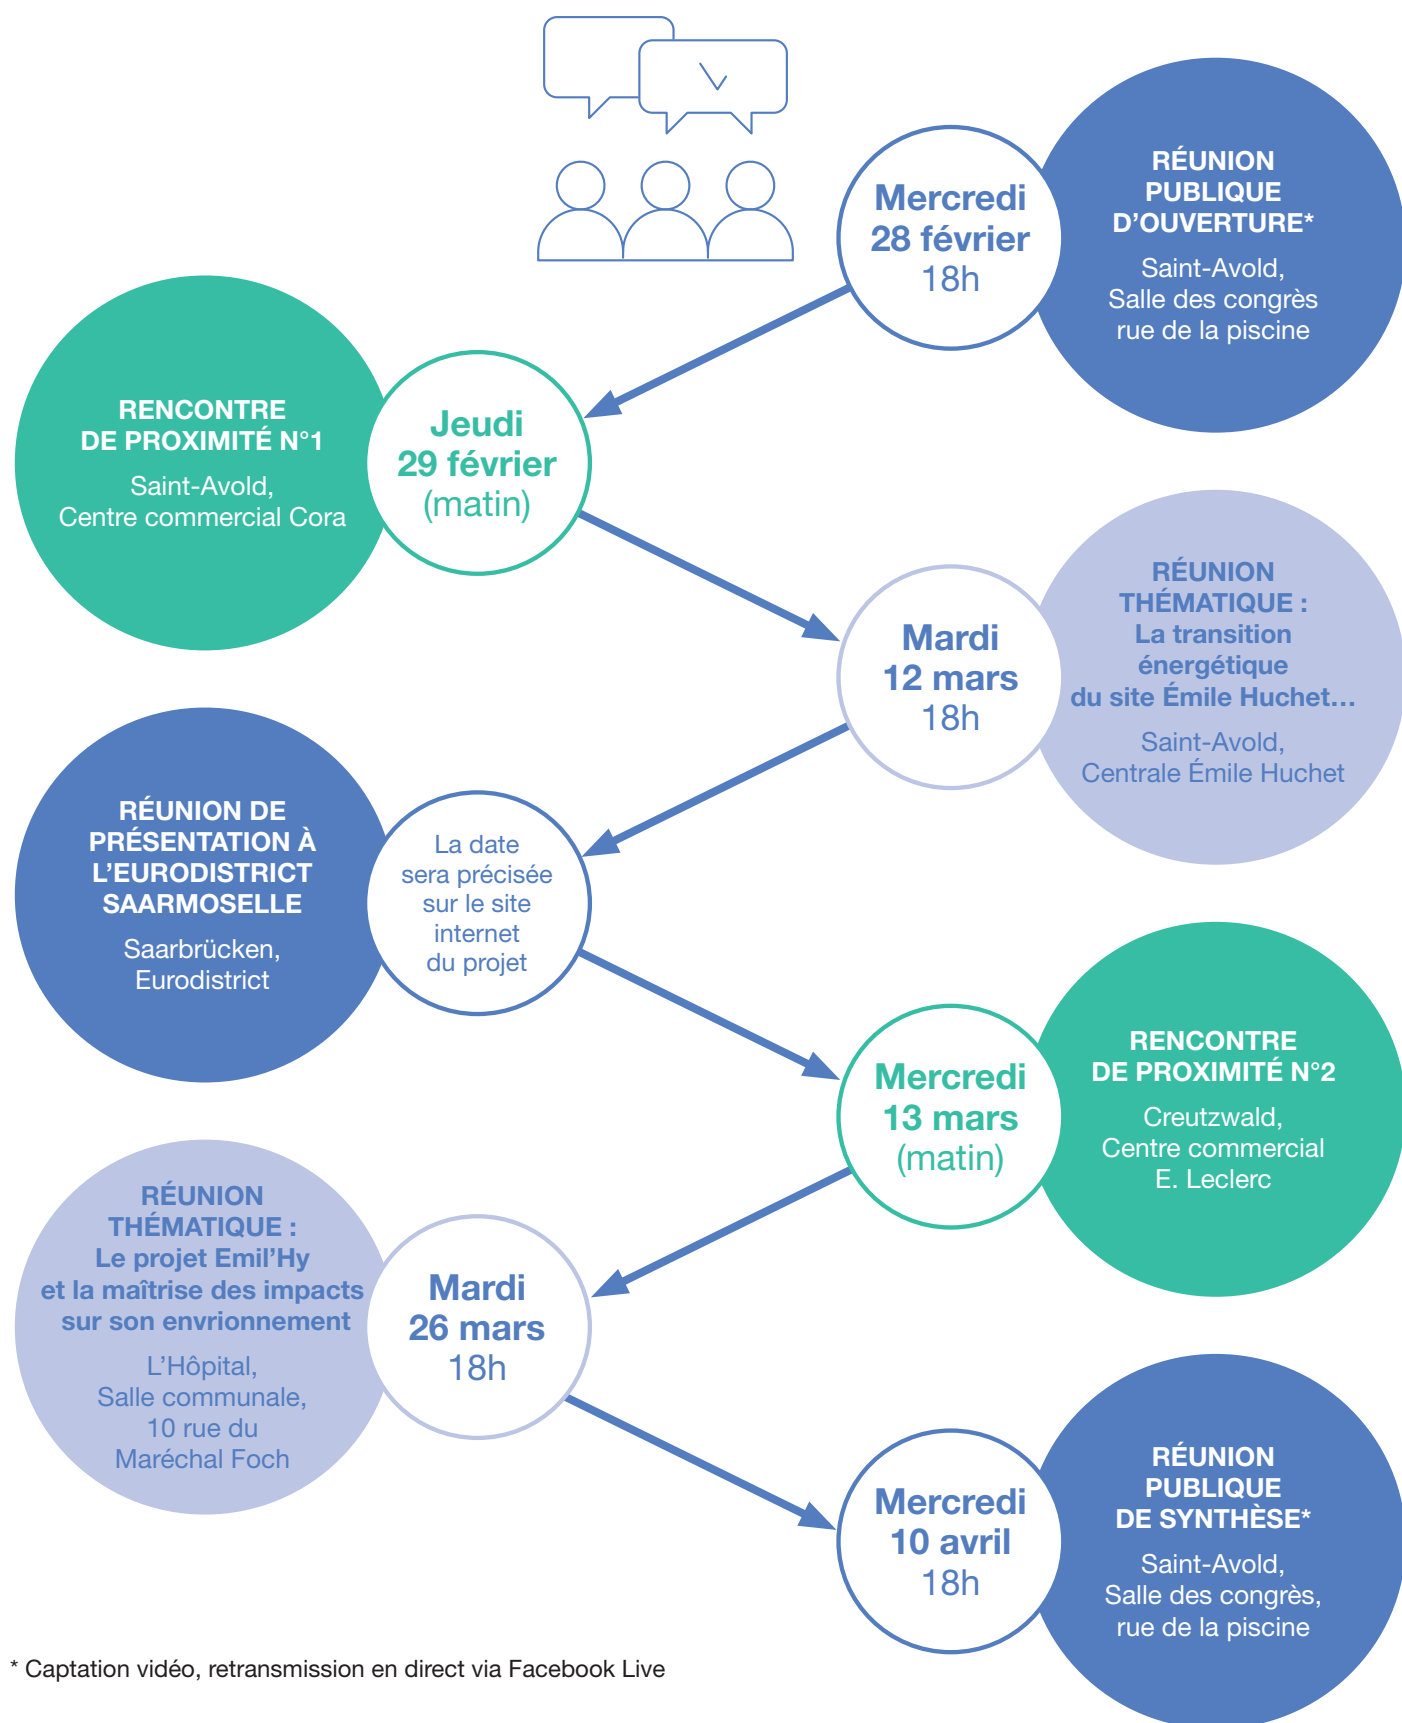 Mercredi
28 février
18h
RÉUNION
PUBLIQUE
D’OUVERTURE*
Saint-Avold,
Salle des congrès
rue de la piscine
RENCONTRE
DE PROXIMITÉ N°1
Saint-Avold,
Centre commercial Cora
Jeudi
29 février
(matin)
Mardi
12 mars
18h
RÉUNION
THÉMATIQUE :
La transition
énergétique
du site Émile Huchet…
Saint-Avold,
Centrale Émile Huchet
RÉUNION DE
PRÉSENTATION À
L’EURODISTRICT
SAARMOSELLE
Saarbrücken,
Eurodistrict
La date
sera précisée
sur le site
internet
du projet
Mercredi
13 mars
(matin)
RENCONTRE
DE PROXIMITÉ N°2
Creutzwald,
Centre commercial
E. Leclerc
RÉUNION
THÉMATIQUE :
Le projet Emil’Hy
et la maîtrise des impacts
sur son envrionnement
L’Hôpital,
Salle communale,
10 rue du
Maréchal Foch
Mardi
26 mars
18h
Mercredi
10 avril
18h
RÉUNION
PUBLIQUE
DE SYNTHÈSE*
Saint-Avold,
Salle des congrès,
rue de la piscine
* Captation vidéo, retransmission en direct via Facebook Live